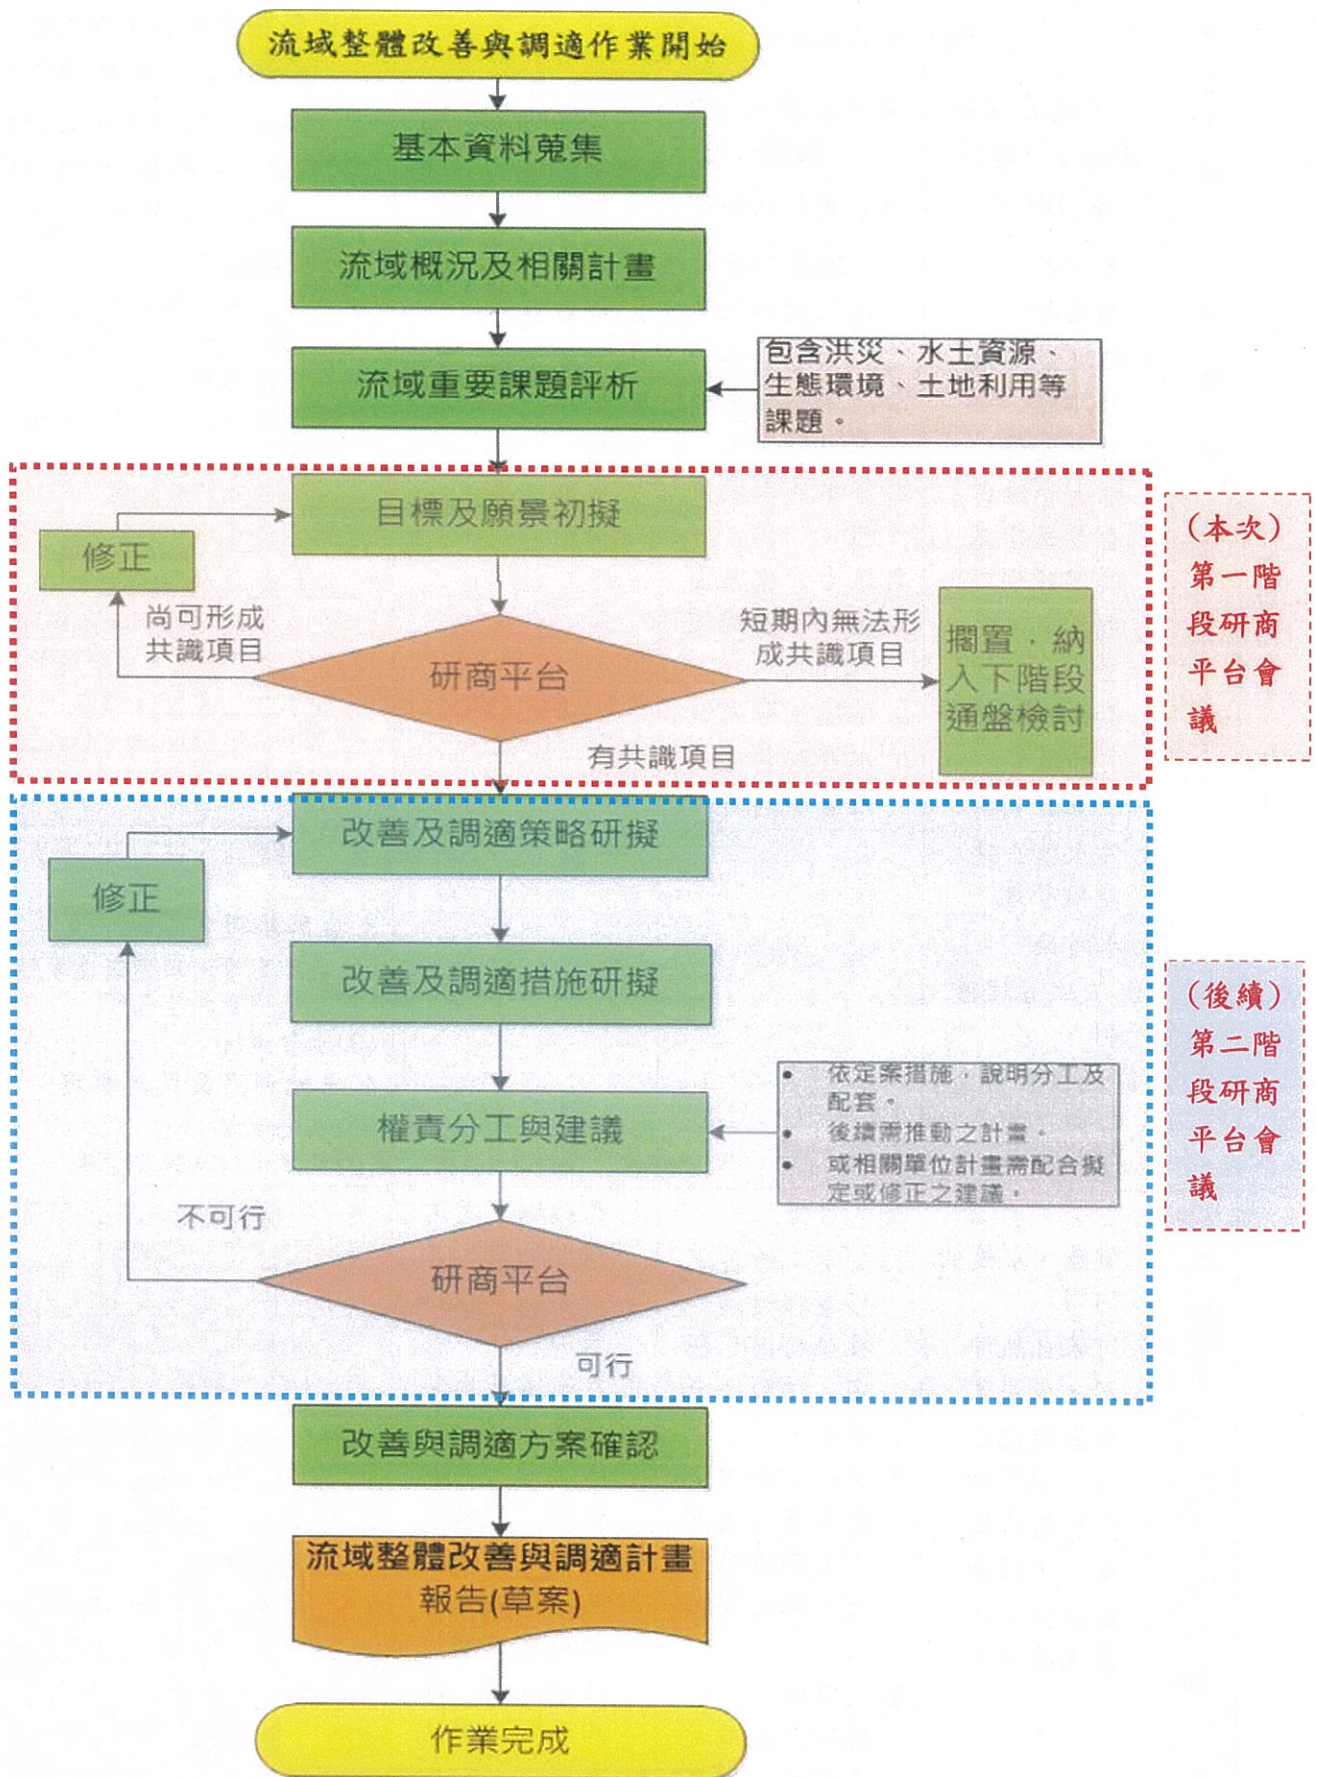 流域整體改善與調適作業開始
基本資料蒐集
流域概況及相關計畫
流域重要課題評析
包含洪災、水土資源、
生態環境、土地利用等
課題。
目標及願景初擬
修正
尚可形成
共識項目
研商平台
短期內無法形
成共識項目
擱置，納
入下階段
通盤檢討
有共識項目
(本次)
第一階
段研商
平台會
議
改善及調適策略研擬
修正
改善及調適措施研擬
權責分工與建議
• 依定案措施，說明分工及
配套。
• 後續需推動之計畫。
• 或相關單位計畫需配合擬
定或修正之建議。
不可行
研商平台
可行
(後續)
第二階
段研商
平台會
議
改善與調適方案確認
流域整體改善與調適計畫
報告(草案)
作業完成